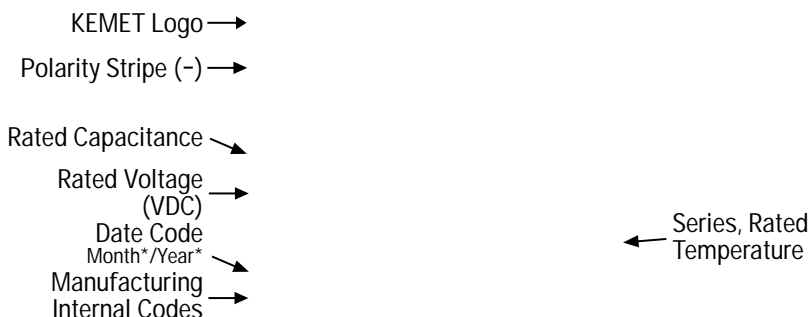 KEMET Logo
Polarity Stripe (−)
Rated Capacitance
Rated Voltage
(VDC)
Date Code
Month*/Year*
Manufacturing
Internal Codes
Series, Rated
Temperature